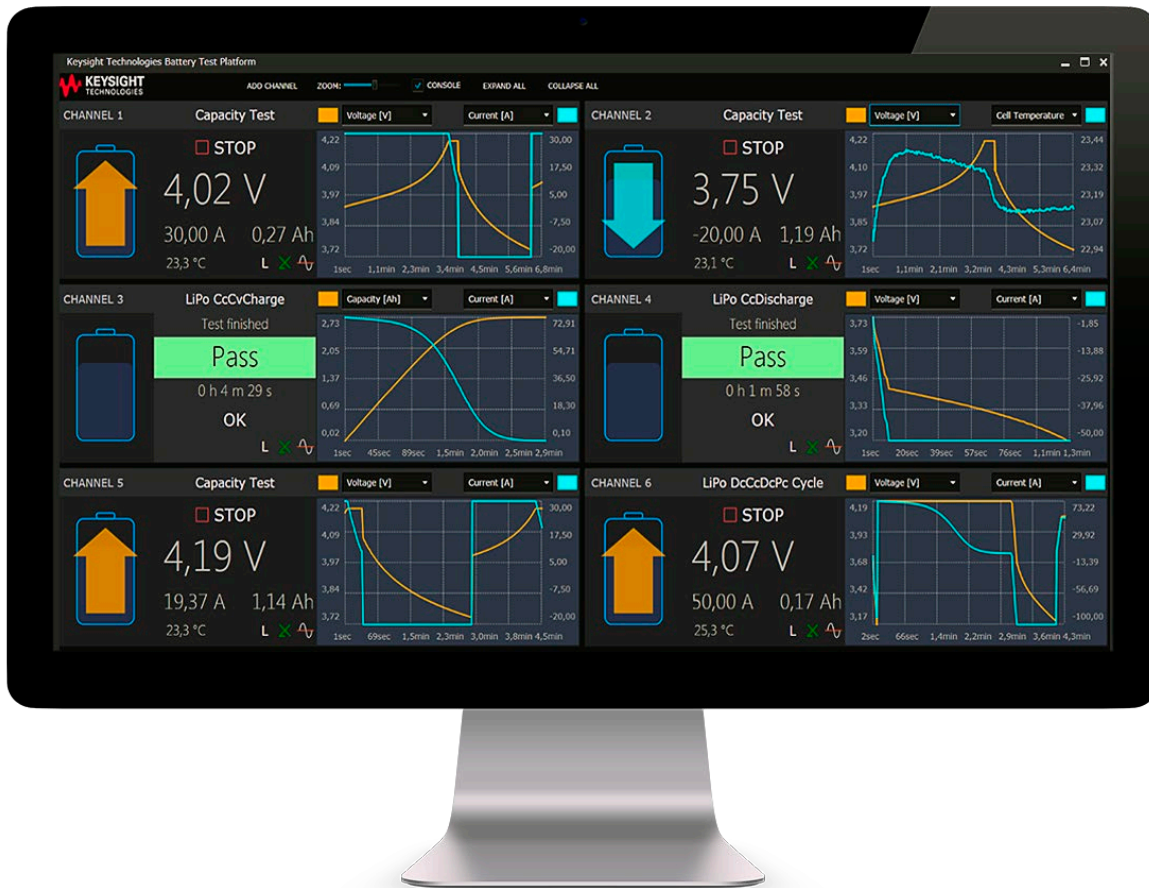 Keysight Technologies Battery Test Platform
KEYSIGHT
TECHNOLOGIES
ADD CHANNEL ZOOM: CONSOLE EXPAND ALL COLLAPSE ALL
CHANNEL 1 Capacity Test Voltage [V] Current [A]
STOP
4,02 V
30,00 A 0,27 Ah
23,3 °C L
4,22 4,09 3,97 3,84 3,72
30,00 17,50 5,00 -7,50 -20,00
1sec 1,1min 2,3min 3,4min 4,5min 5,6min 6,8min
CHANNEL 2 Capacity Test Voltage [V] Cell Temperature
STOP
3,75 V
-20,00 A 1,19 Ah
23,1 °C L
4,22 4,10 3,97 3,85 3,72
23,44 23,32 23,19 23,07 22,94
1sec 1,1min 2,1min 3,2min 4,3min 5,3min 6,4min
CHANNEL 3 LiPo CcCvCharge Capacity [Ah] Current [A]
Test finished
Pass
0 h 4 m 29 s
OK
L
2,73 2,05 1,37 0,69 0,02
72,91 54,71 36,50 18,30 0,10
1sec 45sec 89sec 1,5min 2,0min 2,5min 2,9min
CHANNEL 4 LiPo CcDischarge Voltage [V] Current [A]
Test finished
Pass
0 h 1 m 58 s
OK
L
3,73 3,59 3,46 3,33 3,20
-1,85 -13,88 -25,92 -37,96 -50,00
1sec 20sec 39sec 57sec 76sec 1,1min 1,3min
CHANNEL 5 Capacity Test Voltage [V] Current [A]
STOP
4,19 V
19,37 A 1,14 Ah
23,3 °C L
4,22 4,09 3,97 3,84 3,72
30,00 17,50 5,00 -7,50 -20,00
1sec 69sec 1,5min 2,3min 3,0min 3,8min 4,5min
CHANNEL 6 LiPo DcCcDcPc Cycle Voltage [V] Current [A]
STOP
4,07 V
50,00 A 0,17 Ah
25,3 °C L
4,19 3,93 3,68 3,42 3,17
73,22 29,92 -13,39 -56,69 -100,00
2sec 66sec 1,4min 2,2min 2,9min 3,6min 4,3min